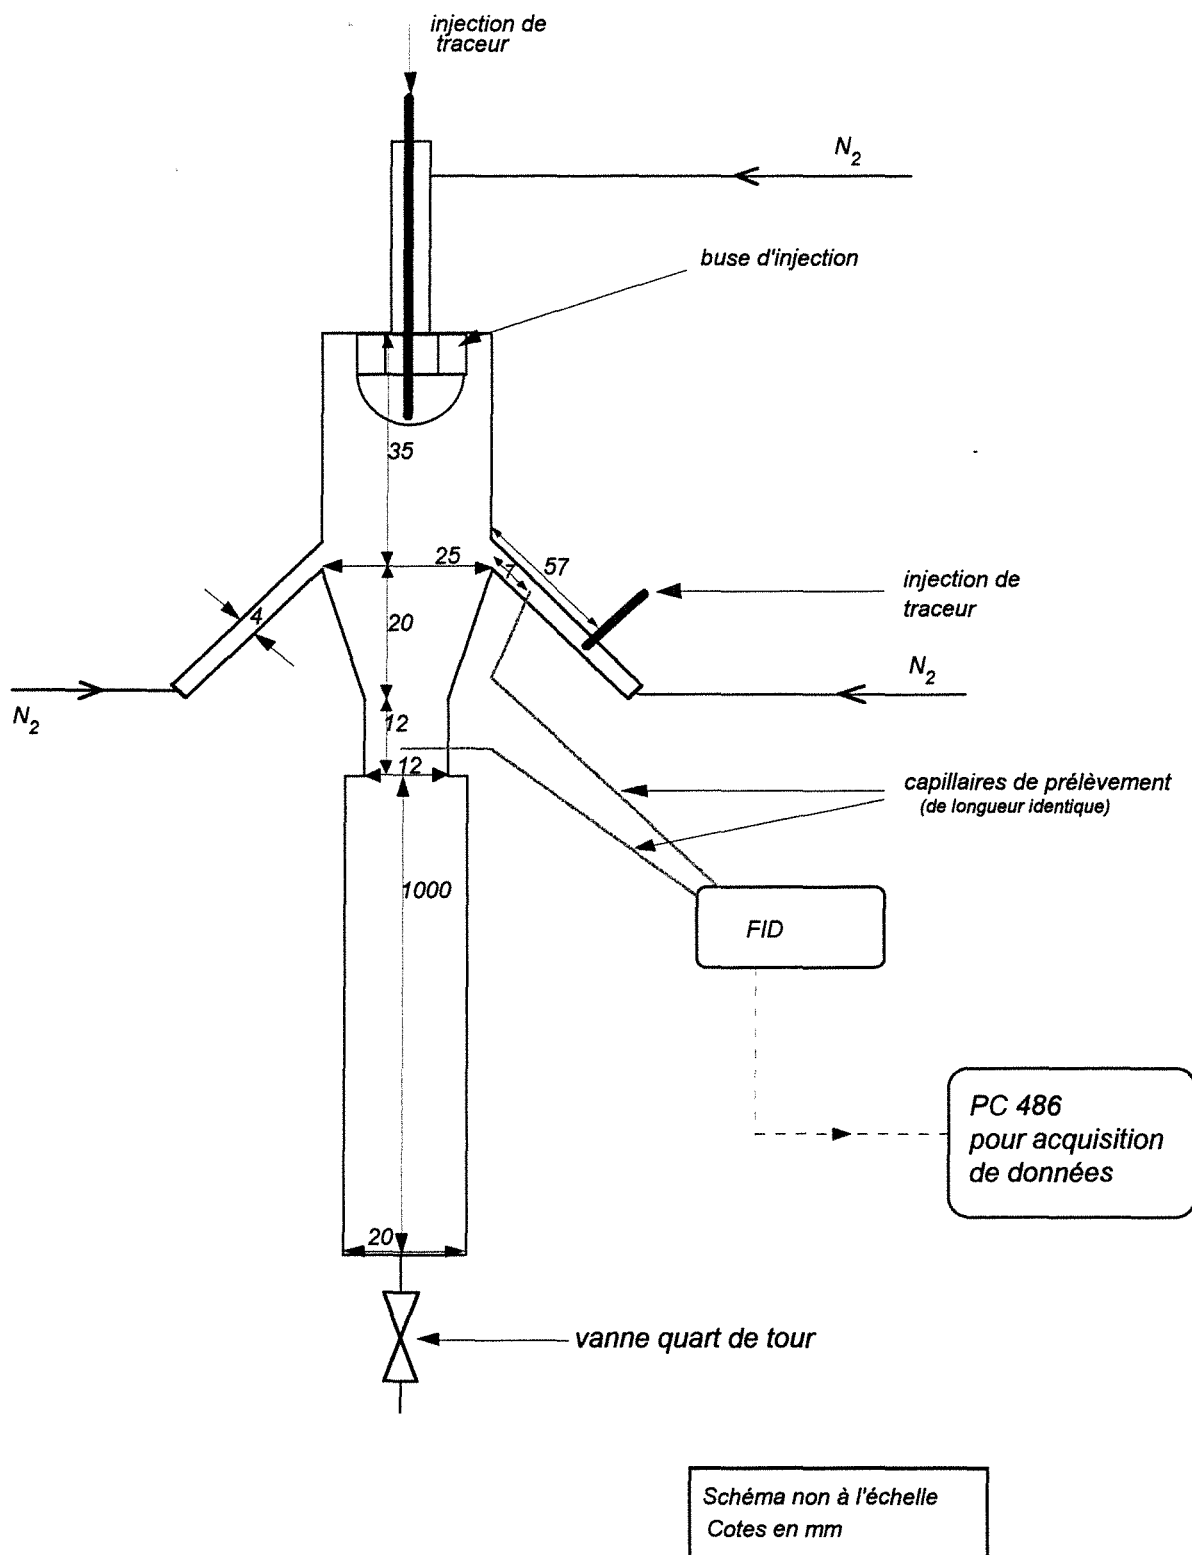 injection de
traceur
N2
buse d'injection
35
25
57
7
4
20
injection de
traceur
N2
N2
12
12
capillaires de prélèvement
(de longueur identique)
1000
FID
PC 486
pour acquisition
de données
20
vanne quart de tour
Schéma non à l'échelle
Cotes en mm